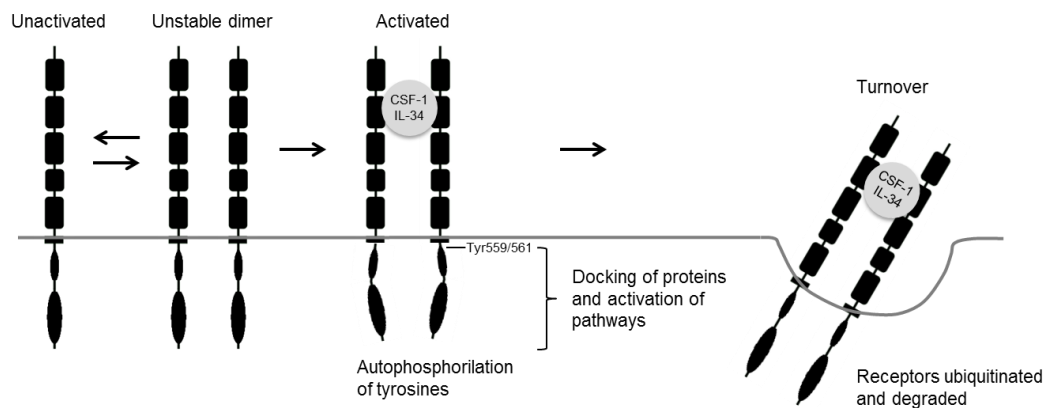 Unactivated
Unstable dimer
Activated
CSF-1
IL-34
Turnover
CSF-1
IL-34
Tyr559/561
Docking of proteins
and activation of
pathways
Autophosphorilation
of tyrosines
Receptors ubiquitinated
and degraded